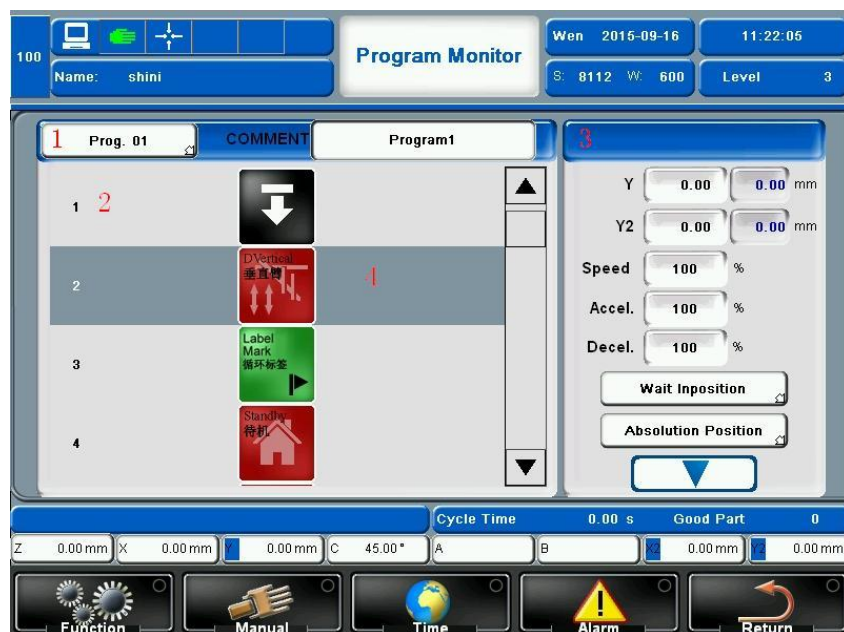 100
Name: shini
Program Monitor
Wen 2015-09-16
11:22:05
S: 8112 W: 600
Level 3
1 Prog. 01
COMMENT
Program1
3
1 2
2
DVertical
垂直臂
4
3
Label
Mark
循环标签
4
Standby
待机
Y 0.00 0.00 mm
Y2 0.00 0.00 mm
Speed 100 %
Accel. 100 %
Decel. 100 %
Wait Inposition
Absolution Position
Cycle Time 0.00 s Good Part 0
Z 0.00 mm X 0.00 mm Y 0.00 mm C 45.00° A B X2 0.00 mm Y2 0.00 mm
Function
Manual
Time
Alarm
Return